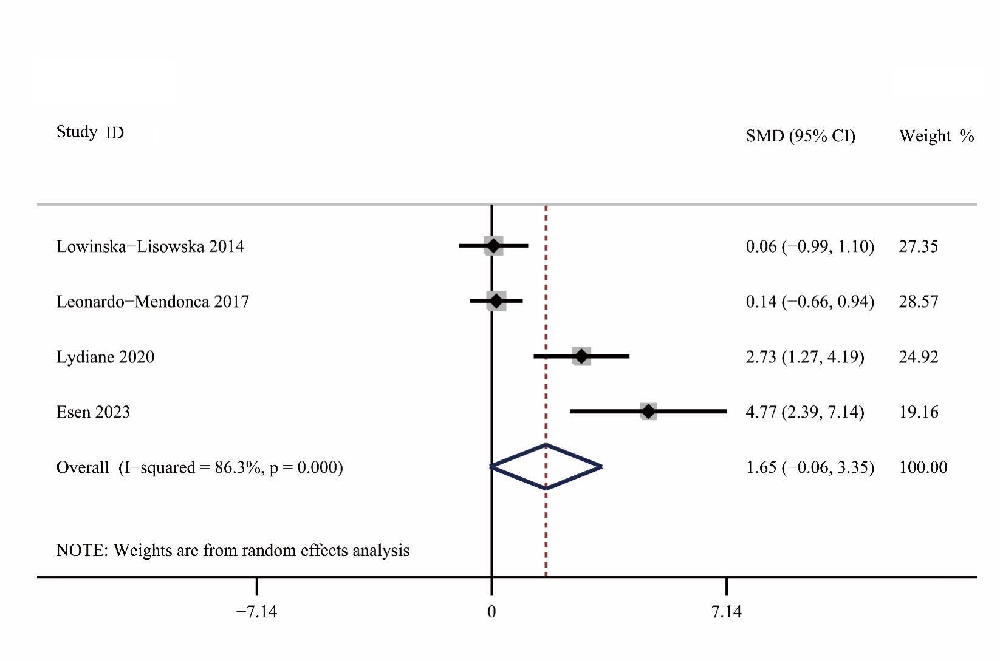 Study ID SMD (95% CI) Weight %
Lowinska−Lisowska 2014 0.06 (−0.99, 1.10) 27.35
Leonardo−Mendonca 2017 0.14 (−0.66, 0.94) 28.57
Lydiane 2020 2.73 (1.27, 4.19) 24.92
Esen 2023 4.77 (2.39, 7.14) 19.16
Overall (I−squared = 86.3%, p = 0.000) 1.65 (−0.06, 3.35) 100.00
NOTE: Weights are from random effects analysis
−7.14 0 7.14